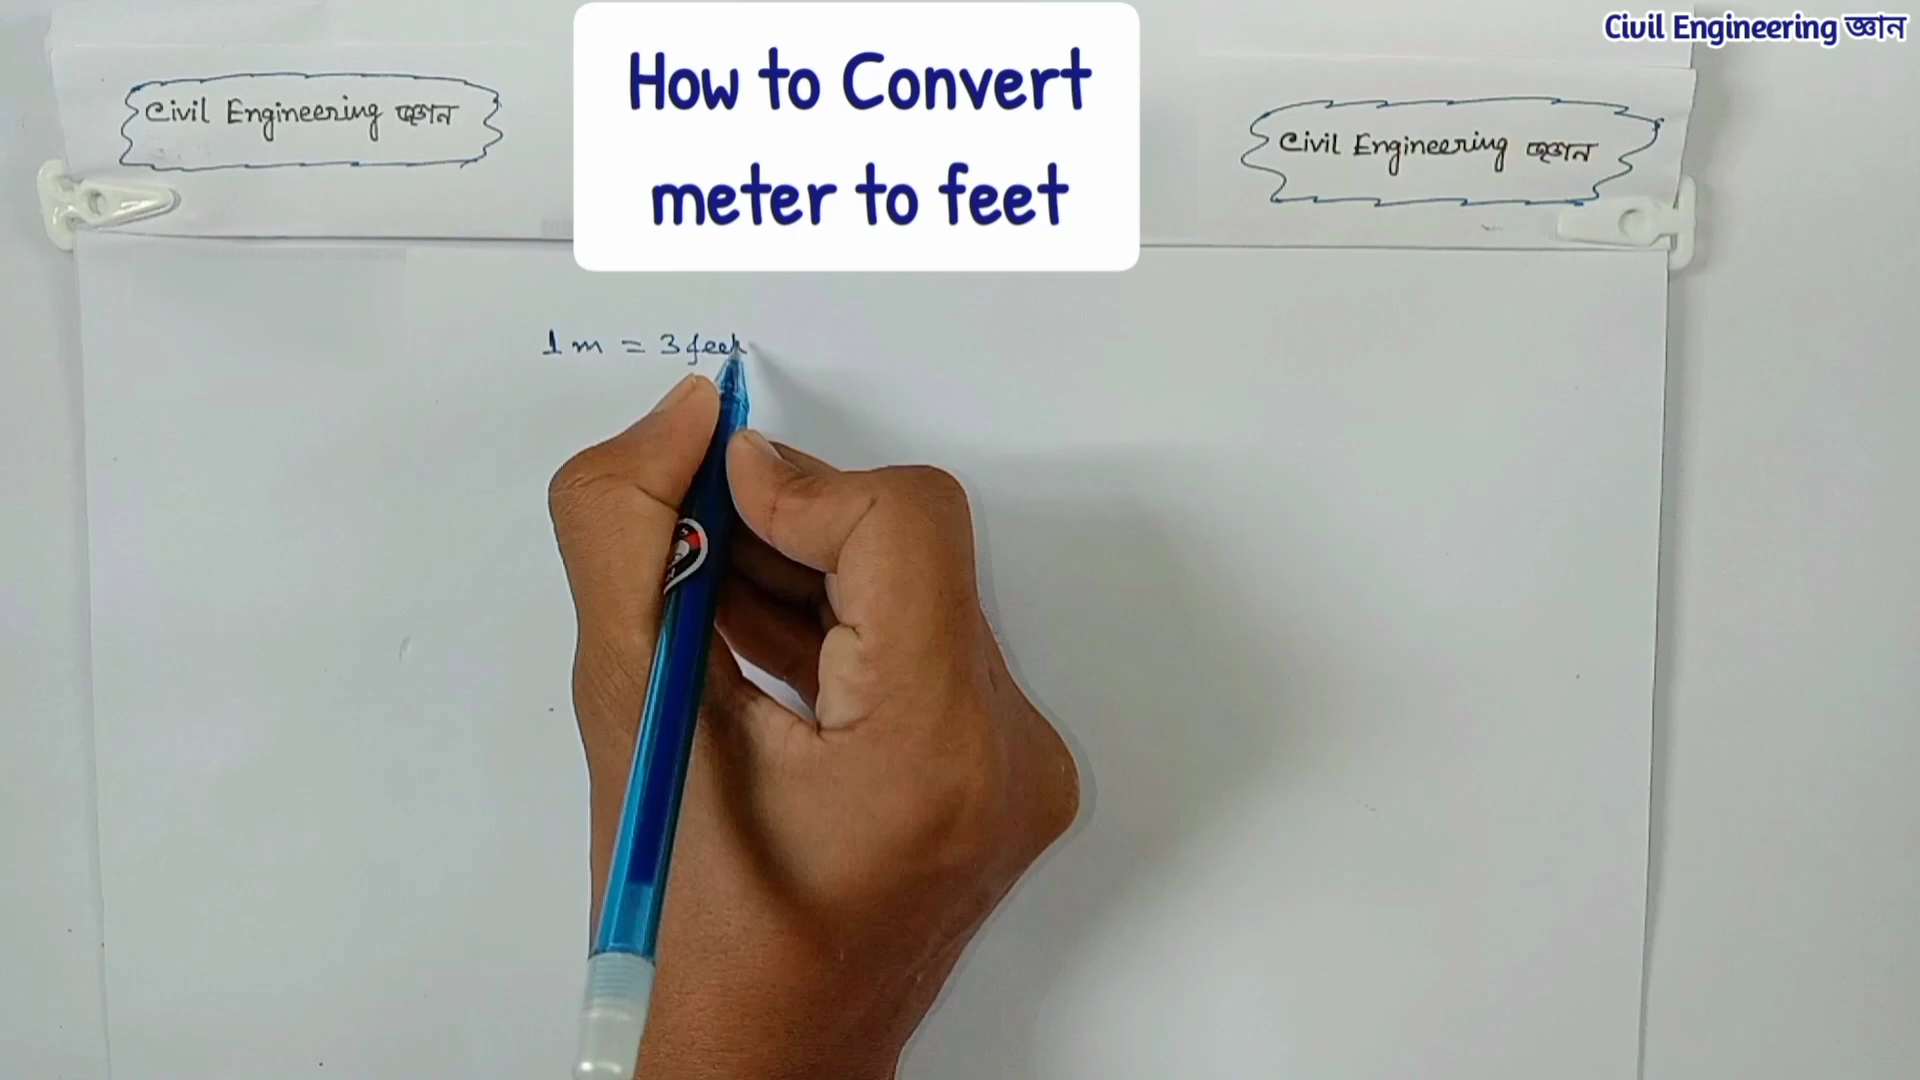 Civil Engineering জ্ঞান
How to Convert
meter to feet
Civil Engineering জ্ঞান
Civil Engineering জ্ঞান
1 m = 3 feet